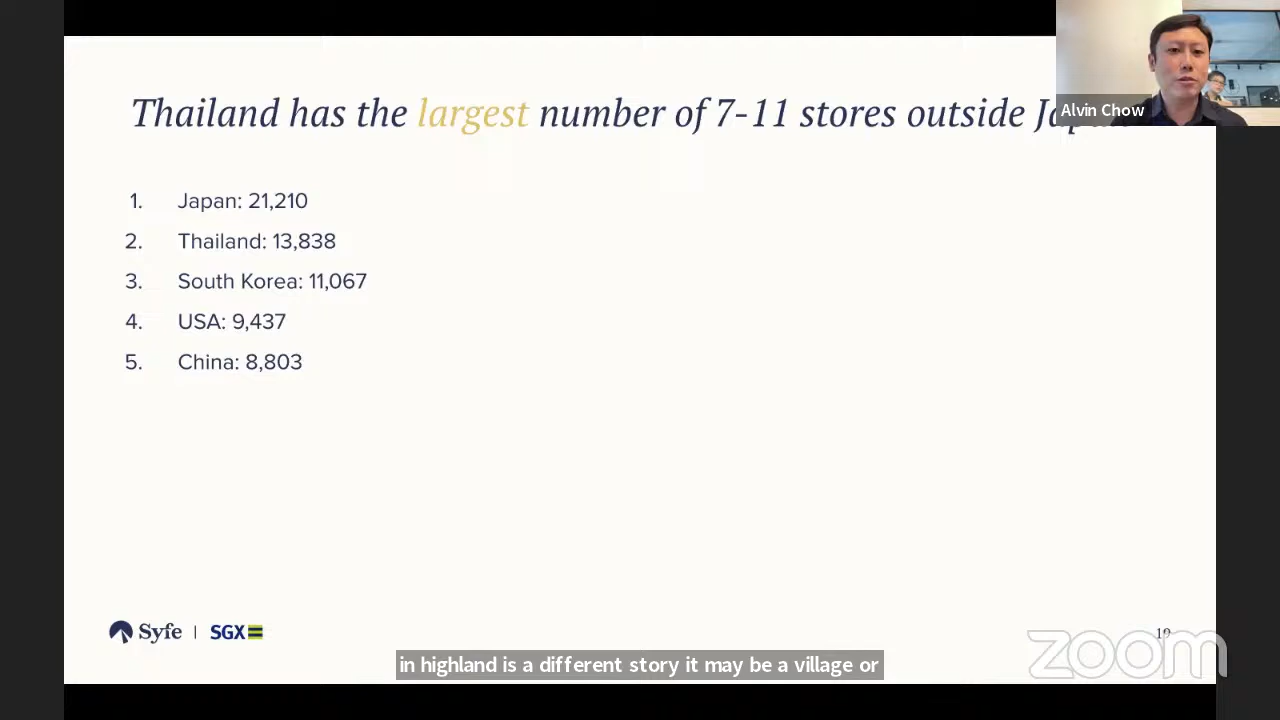 Thailand has the largest number of 7-11 stores outside
Alvin Chow
1. Japan: 21,210
2. Thailand: 13,838
3. South Korea: 11,067
4. USA: 9,437
5. China: 8,803
Syfe | SGX
19
zoom
in highland is a different story it may be a village or